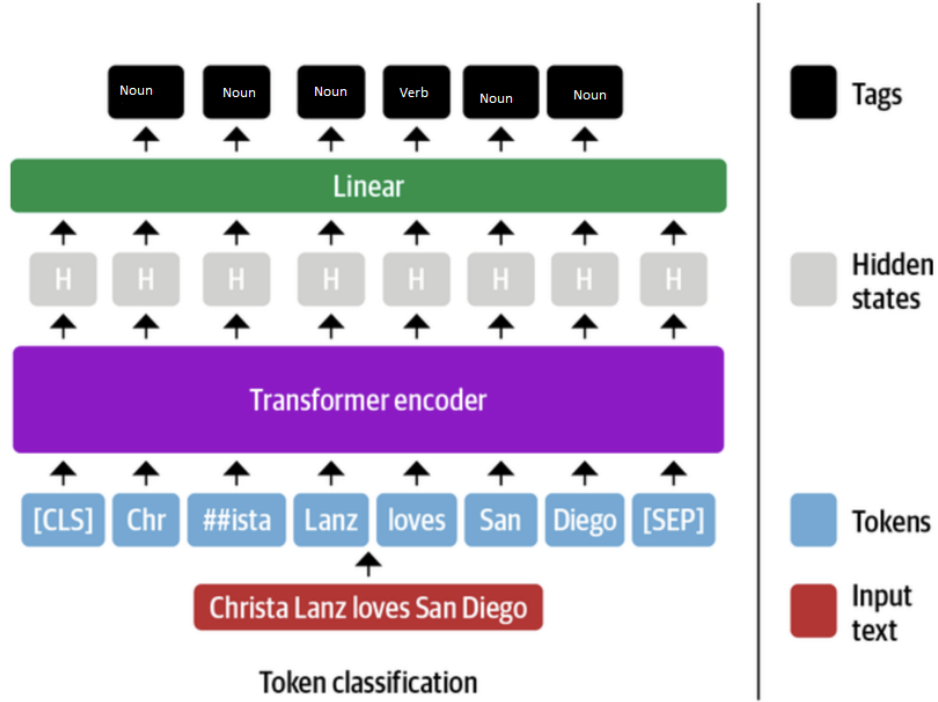 Noun Noun Noun Verb Noun Noun
Tags
Linear
H H H H H H H H
Hidden
states
Transformer encoder
[CLS] Chr ##ista Lanz loves San Diego [SEP]
Tokens
Christa Lanz loves San Diego
Input
text
Token classification